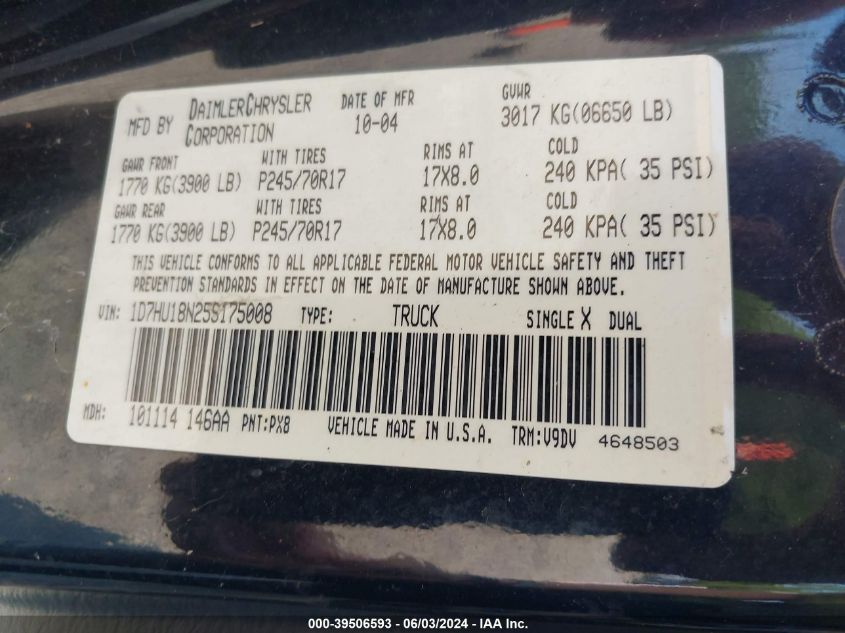 MFD BY DAIMLERCHRYSLER CORPORATION DATE OF MFR 10-04 GVWR 3017 KG(06650 LB)
GAWR FRONT WITH TIRES RIMS AT COLD
1770 KG(3900 LB) P245/70R17 17X8.0 240 KPA( 35 PSI)
GAWR REAR WITH TIRES RIMS AT COLD
1770 KG(3900 LB) P245/70R17 17X8.0 240 KPA( 35 PSI)
THIS VEHICLE CONFORMS TO ALL APPLICABLE FEDERAL MOTOR VEHICLE SAFETY AND THEFT
PREVENTION STANDARDS IN EFFECT ON THE DATE OF MANUFACTURE SHOWN ABOVE.
VIN: 1D7HU18N25S175008 TYPE: TRUCK SINGLE X DUAL
MDH: 101114 146AA PNT:PX8 VEHICLE MADE IN U.S.A. TRM:V9DV 4648503
000-39506593 / 06/03/2024 - IAA Inc.